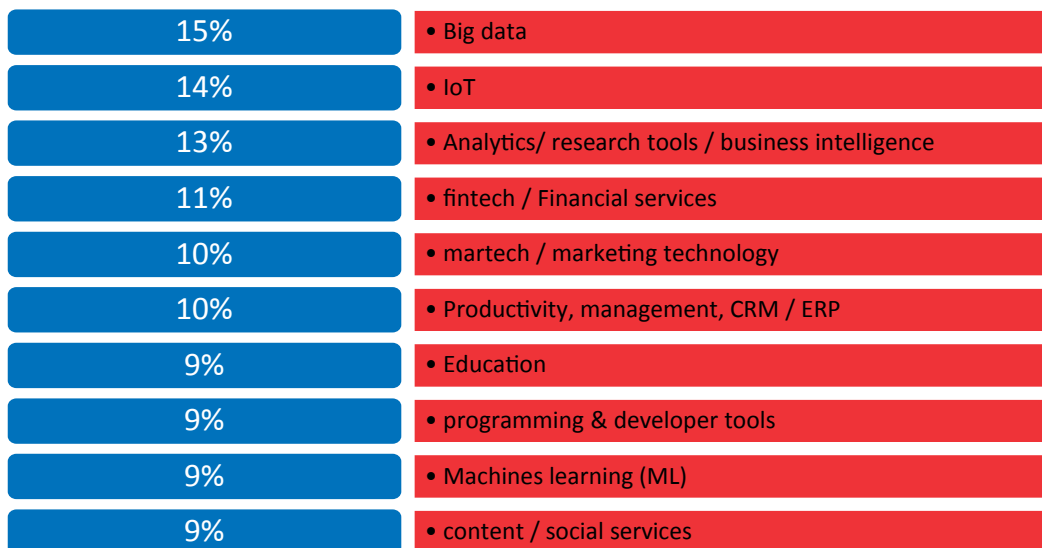 15% • Big data
14% • IoT
13% • Analytics/ research tools / business intelligence
11% • fintech / Financial services
10% • martech / marketing technology
10% • Productivity, management, CRM / ERP
9% • Education
9% • programming & developer tools
9% • Machines learning (ML)
9% • content / social services